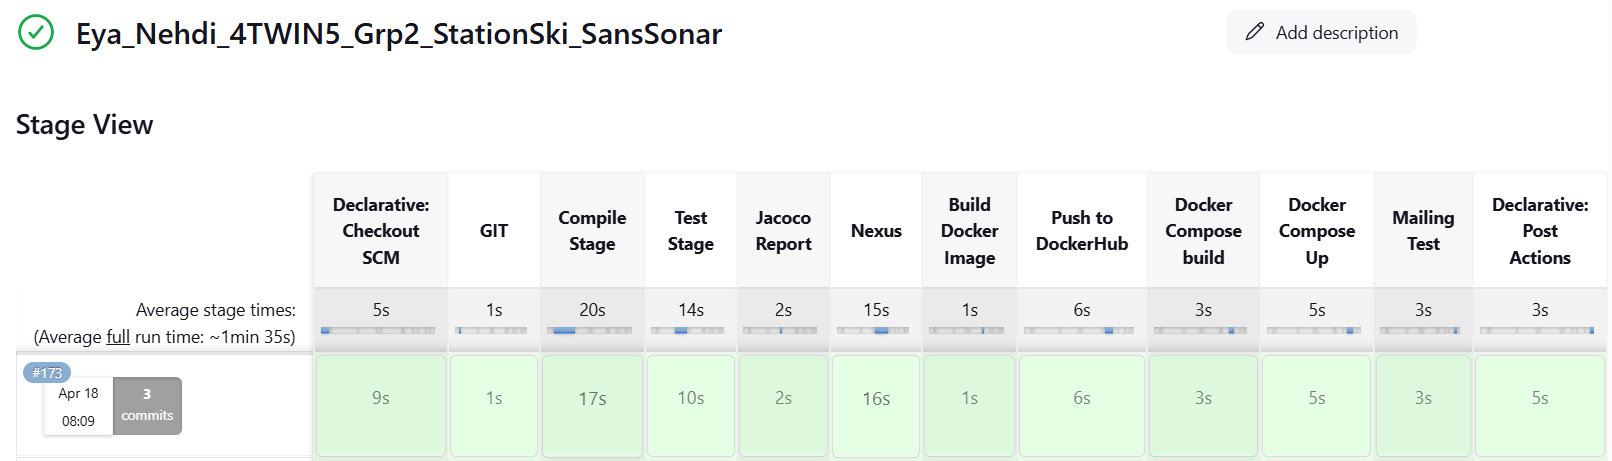 Eya_Nehdi_4TWIN5_Grp2_StationSki_SansSonar
Add description
Stage View
Declarative:
Checkout
SCM
GIT
Compile
Stage
Test
Stage
Jacoco
Report
Nexus
Build
Docker
Image
Push to
DockerHub
Docker
Compose
build
Docker
Compose
Up
Mailing
Test
Declarative:
Post
Actions
Average stage times:
(Average full run time: ~1min 35s)
5s
1s
20s
14s
2s
15s
1s
6s
3s
5s
3s
3s
#173
Apr 18
08:09
3
commits
9s
1s
17s
10s
2s
16s
1s
6s
3s
5s
3s
5s